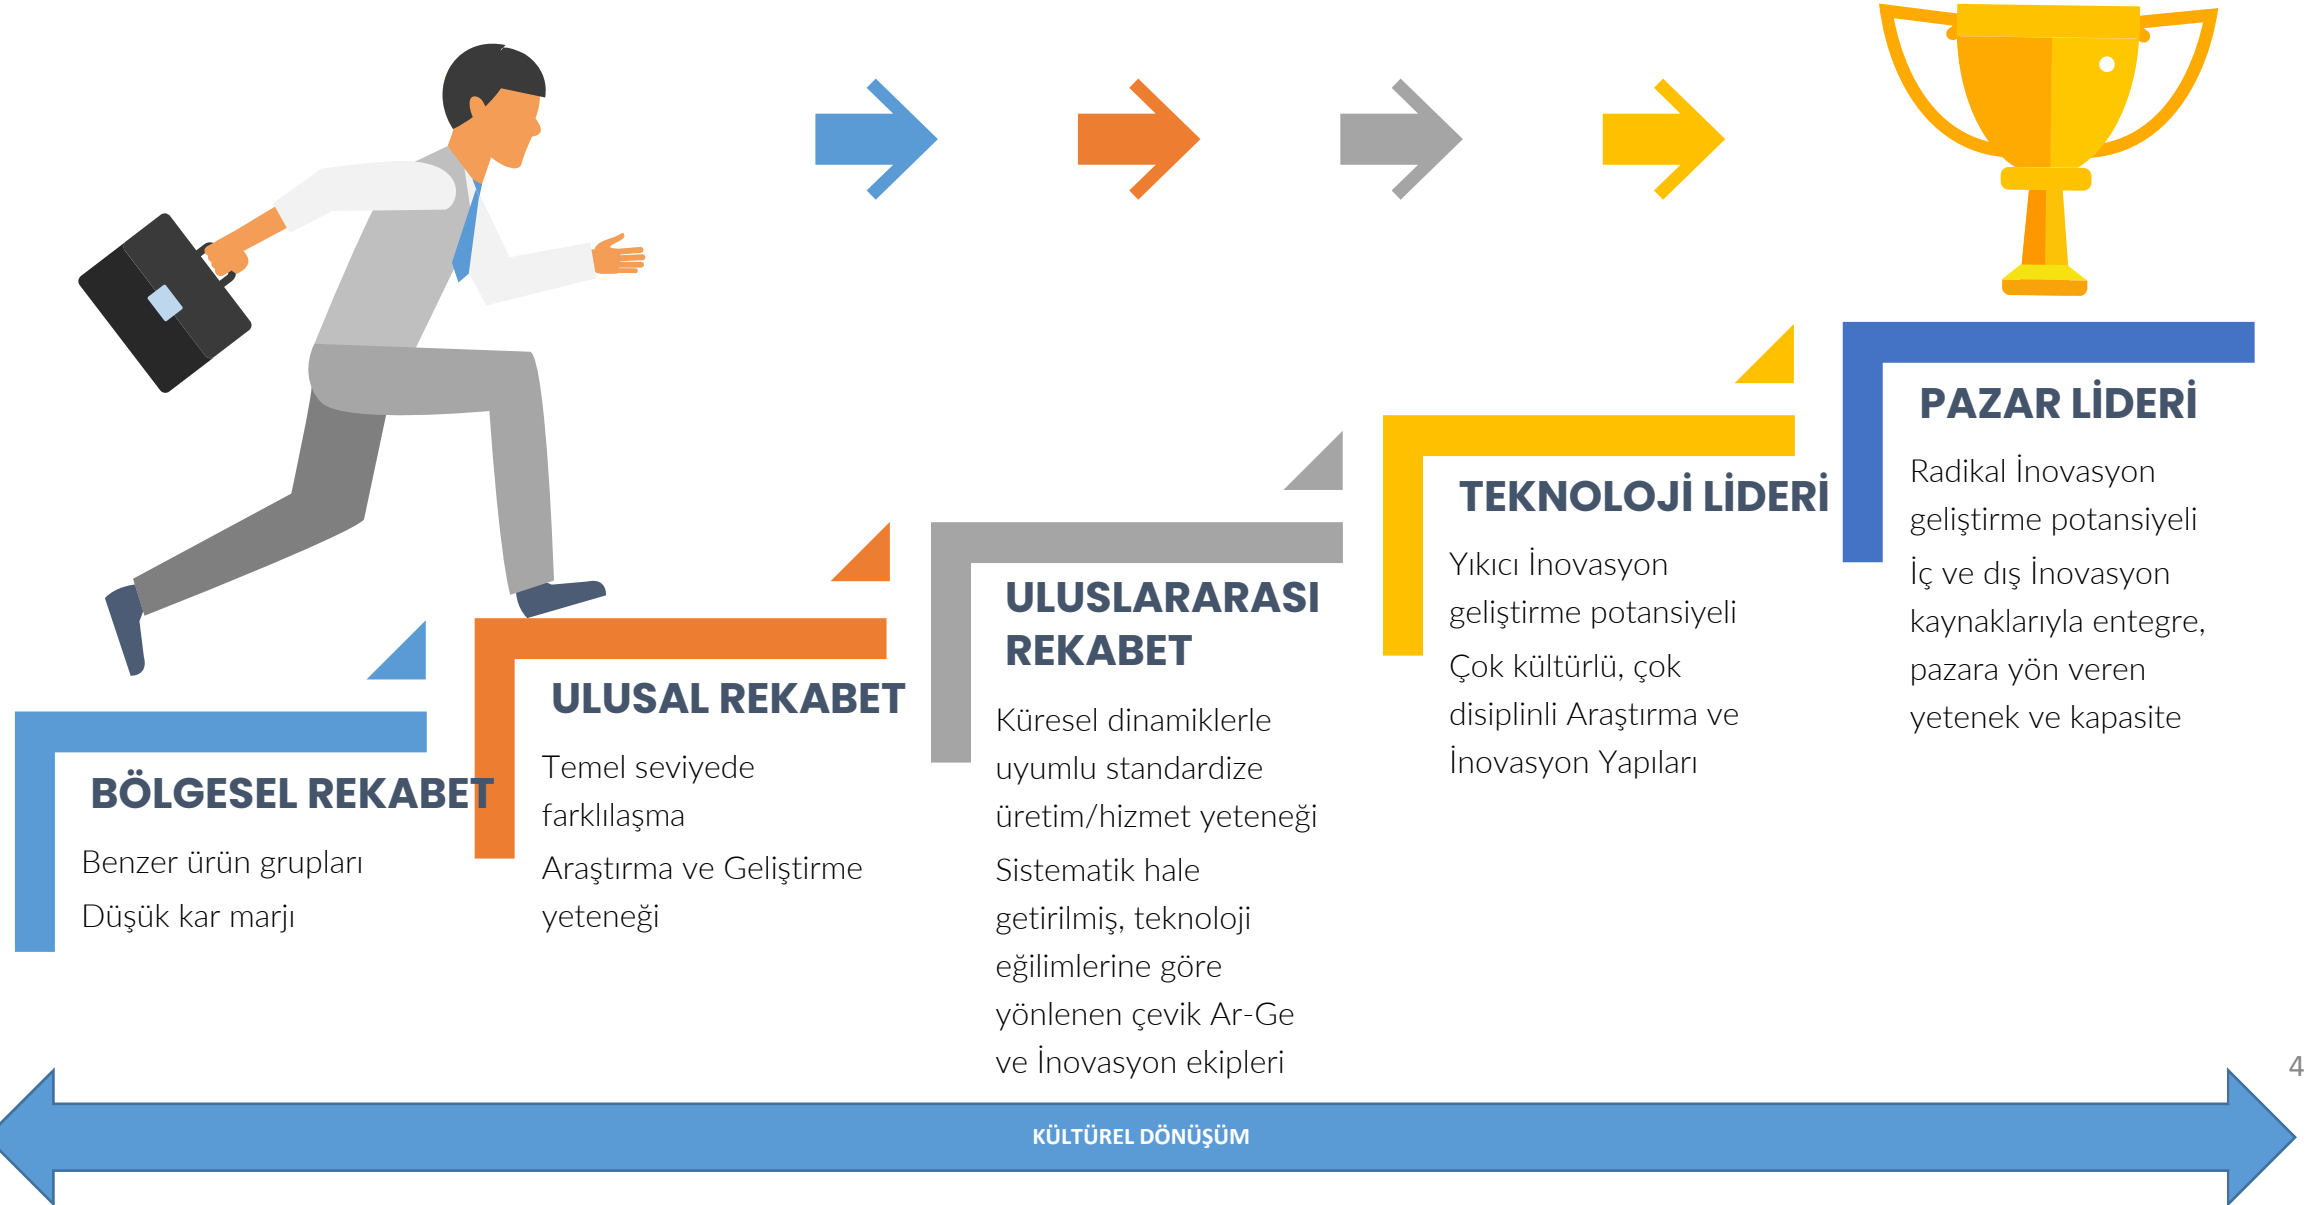 BÖLGESEL REKABET
Benzer ürün grupları
Düşük kar marjı
ULUSAL REKABET
Temel seviyede
farklılaşma
Araştırma ve Geliştirme
yeteneği
ULUSLARARASI
REKABET
Küresel dinamiklerle
uyumlu standardize
üretim/hizmet yeteneği
Sistematik hale
getirilmiş, teknoloji
eğilimlerine göre
yönlenen çevik Ar-Ge
ve İnovasyon ekipleri
TEKNOLOJİ LİDERİ
Yıkıcı İnovasyon
geliştirme potansiyeli
Çok kültürlü, çok
disiplinli Araştırma ve
İnovasyon Yapıları
PAZAR LİDERİ
Radikal İnovasyon
geliştirme potansiyeli
İç ve dış İnovasyon
kaynaklarıyla entegre,
pazara yön veren
yetenek ve kapasite
4
KÜLTÜREL DÖNÜŞÜM